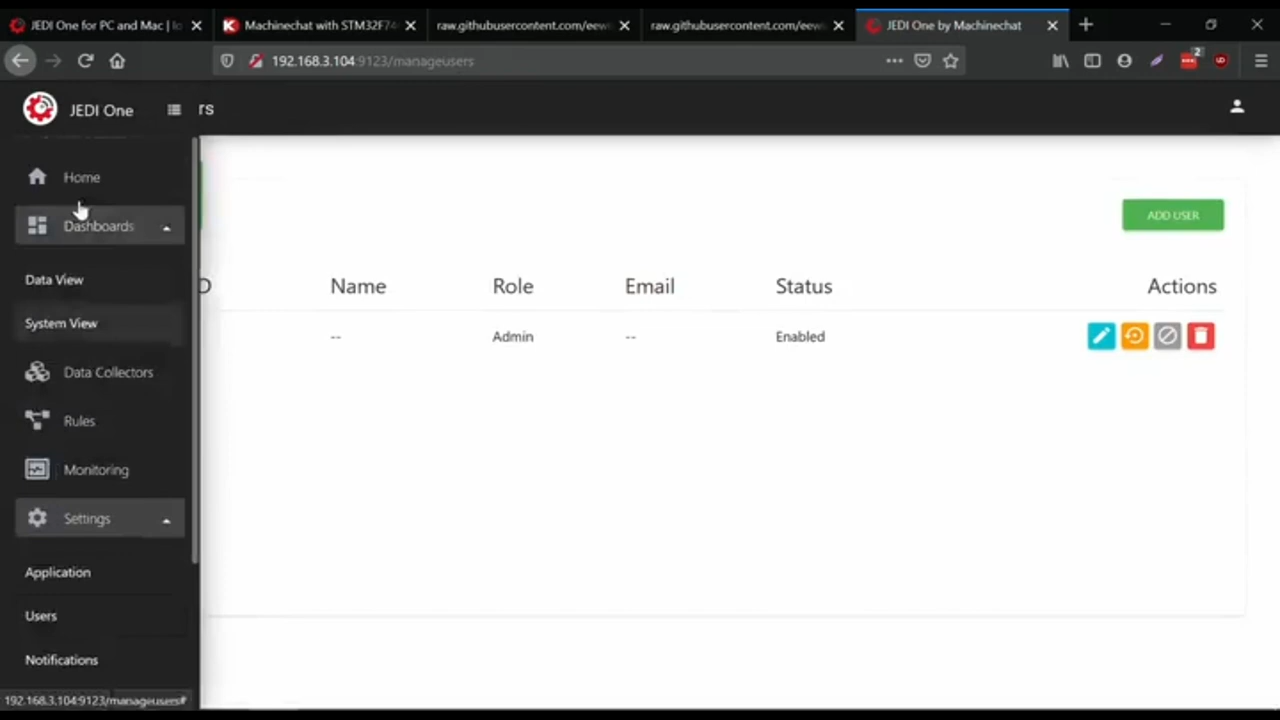 JEDI One for PC and Mac | Io
Machinechat with STM32F74
raw.githubusercontent.com/eew
raw.githubusercontent.com/eew
JEDI One by Machinechat
192.168.3.104:9123/manageusers
2
JEDI One
rs
Home
Dashboards
Data View
System View
Data Collectors
Rules
Monitoring
Settings
Application
Users
Notifications
ADD USER
D Name Role Email Status Actions
-- Admin -- Enabled
192.168.3.104:9123/manageusers#